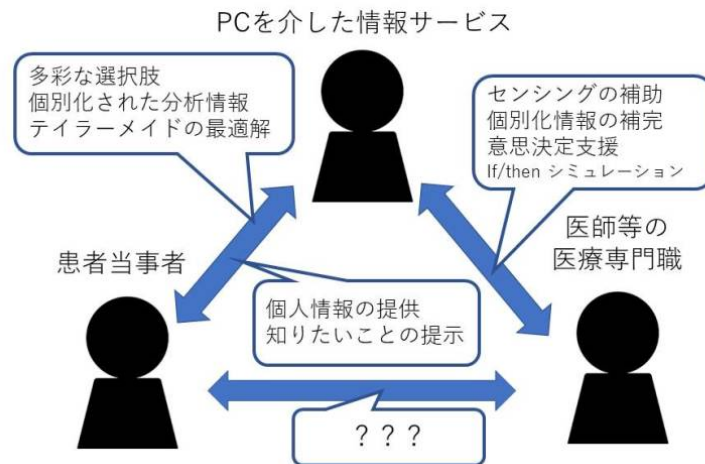 PCを介した情報サービス
多彩な選択肢
個別化された分析情報
テイラーメイドの最適解
センシングの補助
個別化情報の補完
意思決定支援
If/then シミュレーション
患者当事者
医師等の
医療専門職
個人情報の提供
知りたいことの提示
？？？